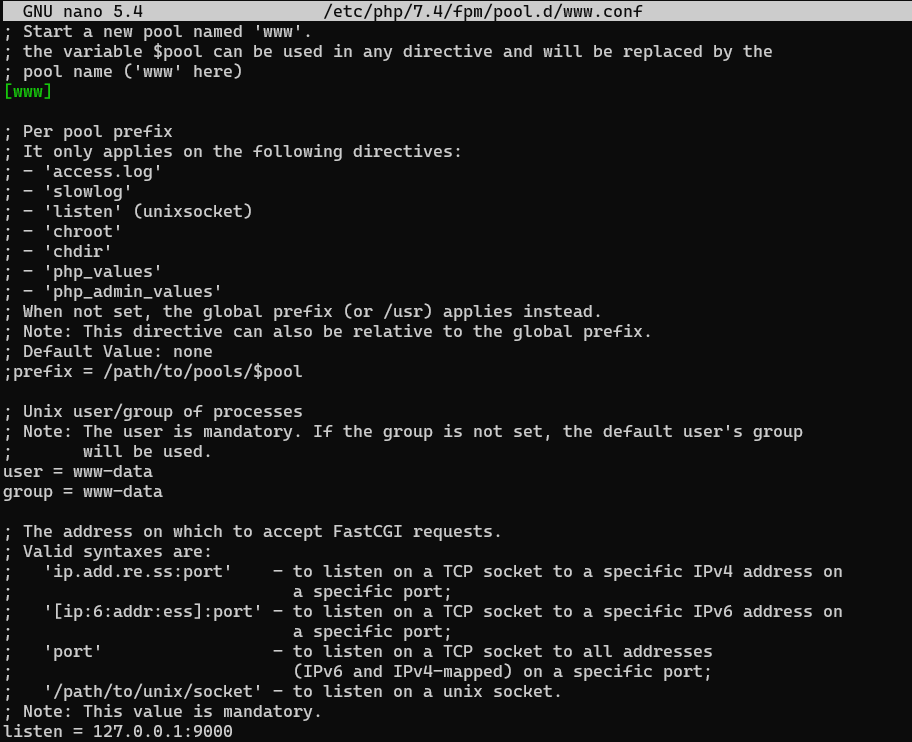 GNU nano 5.4 /etc/php/7.4/fpm/pool.d/www.conf
; Start a new pool named 'www'.
; the variable $pool can be used in any directive and will be replaced by the
; pool name ('www' here)
[www]

; Per pool prefix
; It only applies on the following directives:
; - 'access.log'
; - 'slowlog'
; - 'listen' (unixsocket)
; - 'chroot'
; - 'chdir'
; - 'php_values'
; - 'php_admin_values'
; When not set, the global prefix (or /usr) applies instead.
; Note: This directive can also be relative to the global prefix.
; Default Value: none
;prefix = /path/to/pools/$pool

; Unix user/group of processes
; Note: The user is mandatory. If the group is not set, the default user's group
;       will be used.
user = www-data
group = www-data

; The address on which to accept FastCGI requests.
; Valid syntaxes are:
;   'ip.add.re.ss:port'    - to listen on a TCP socket to a specific IPv4 address on
;                            a specific port;
;   '[ip:6:addr:ess]:port' - to listen on a TCP socket to a specific IPv6 address on
;                            a specific port;
;   'port'                 - to listen on a TCP socket to all addresses
;                            (IPv6 and IPv4-mapped) on a specific port;
;   '/path/to/unix/socket' - to listen on a unix socket.
; Note: This value is mandatory.
listen = 127.0.0.1:9000